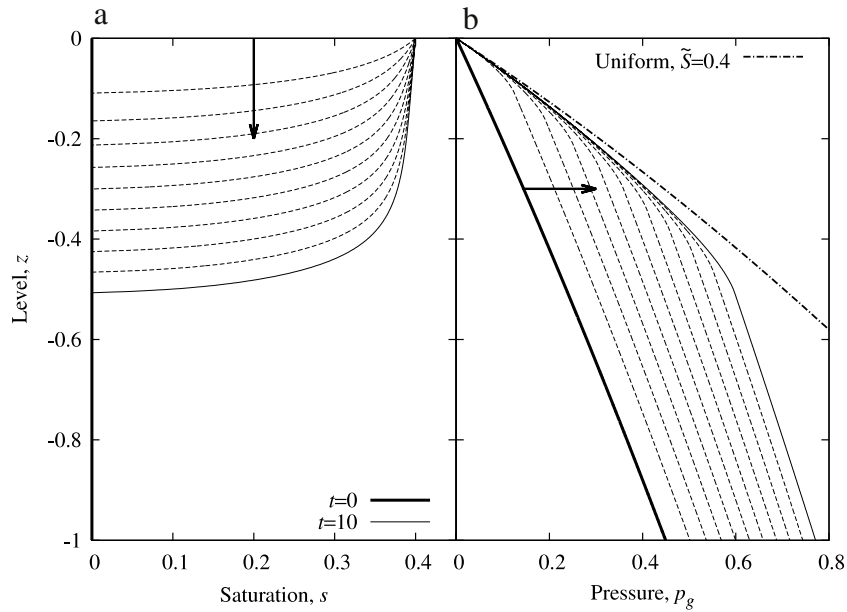 a
b
0
-0.2
-0.4
-0.6
-0.8
-1
Level, z
Uniform, S̃=0.4
t=0
t=10
0 0.1 0.2 0.3 0.4
0.0 0.2 0.4 0.6 0.8
Saturation, s
Pressure, p_g